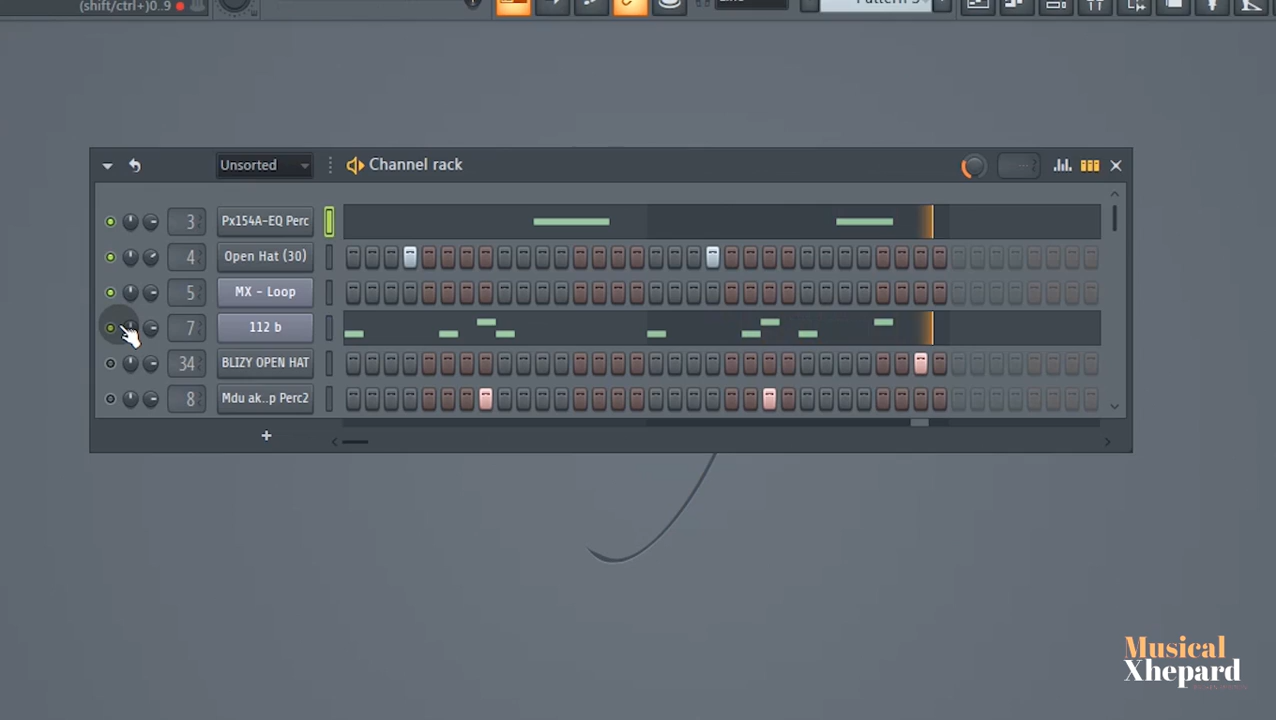 (shift/ctrl+)0..9
Unsorted
Channel rack
3
Px154A-EQ Perc
4
Open Hat (30)
5
MX - Loop
7
112 b
34
BLIZY OPEN HAT
8
Mdu ak..p Perc2
+
Musical
Xhepard